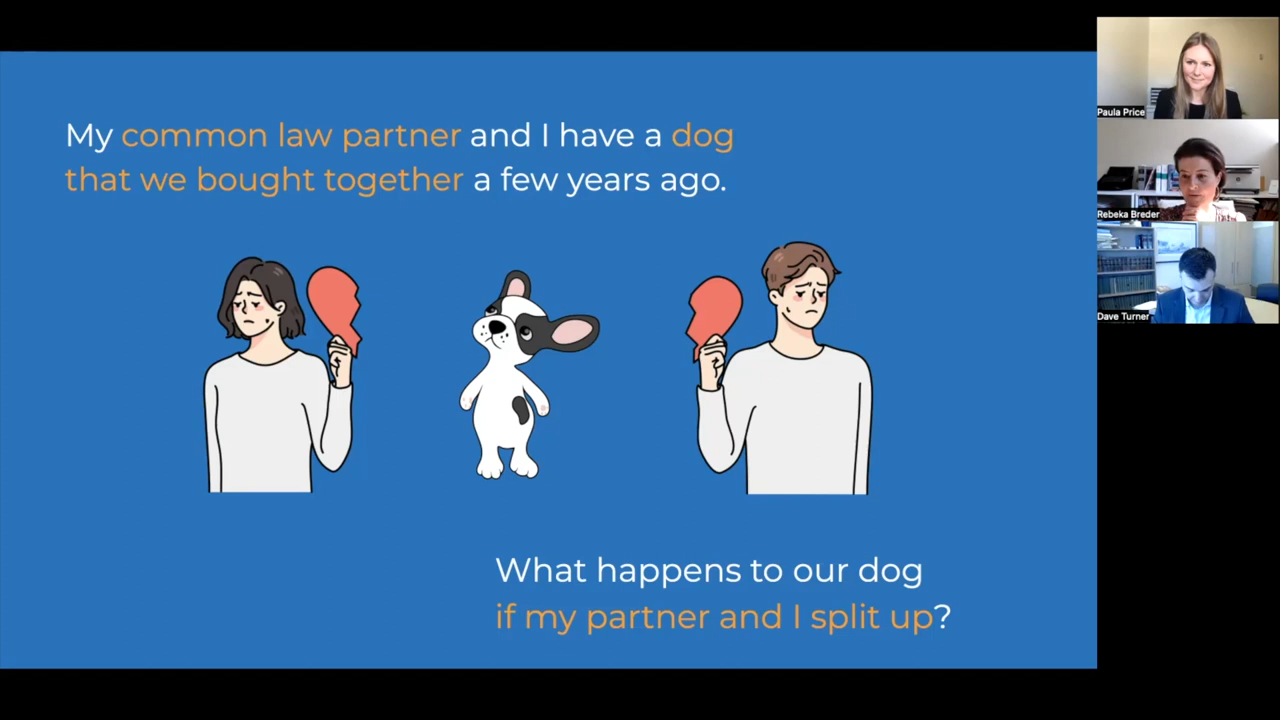 My common law partner and I have a dog
that we bought together a few years ago.
What happens to our dog
if my partner and I split up?
Paula Price
Rebeka Breder
Dave Turner